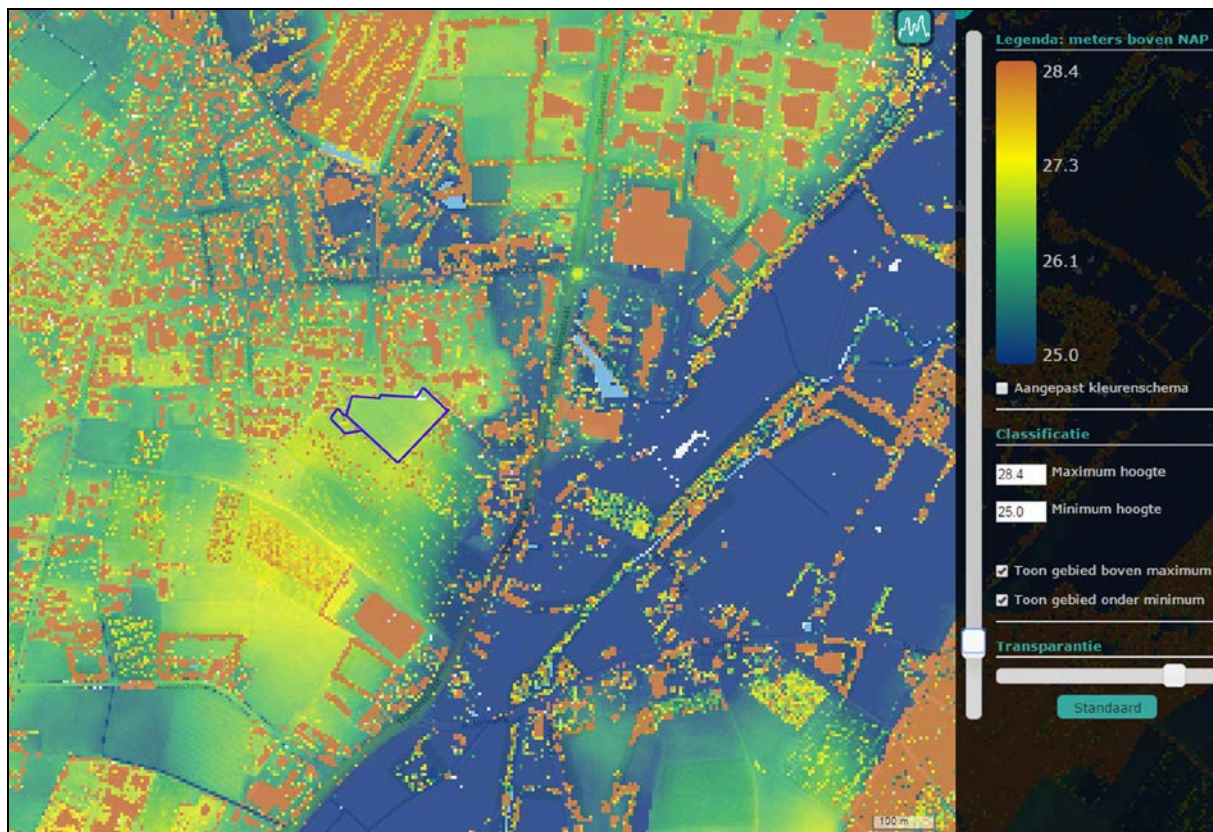 Legenda: meters boven NAP
28.4
27.3
26.1
25.0
Aangepast kleurenschema
Classificatie
28.4 Maximum hoogte
25.0 Minimum hoogte
Toon gebied boven maximum
Toon gebied onder minimum
Transparantie
Standaard
100 m